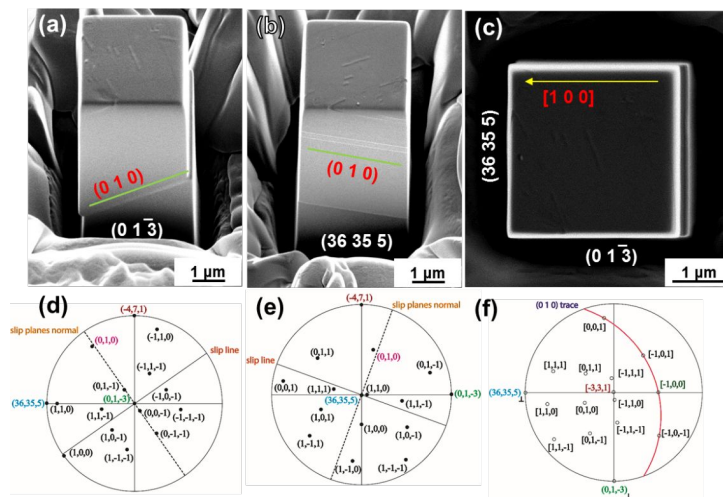 (a)
(0 1 0)
(0 1 3̅)
1 μm
(b)
(0 1 0)
(36 35 5)
1 μm
(c)
[1 0 0]
(36 35 5)
(0 1 3̅)
1 μm
(d)
(-4,7,1)
slip planes normal
(0,1,0)
(-1,1,0)
slip line
(-1,1,-1)
(0,1,-1)
(-1,0,-1)
(36,35,5)
(0,1,-3)
(1,1,0)
(1,1,-1)
(0,0,-1)
(-1,-1,-1)
(1,0,-1)
(0,-1,-1)
(1,0,0)
(1,-1,-1)
(e)
(-4,7,1)
slip planes normal
(0,1,0)
(0,1,1)
slip line
(0,1,-1)
(0,0,1)
(1,1,1)
(1,1,0)
(36,35,5)
(0,1,-3)
(1,1,-1)
(1,0,1)
(1,0,0)
(1,0,-1)
(1,-1,1)
(1,-1,0)
(1,-1,-1)
(f)
(0 1 0) trace
[0,0,1]
[-1,0,1]
[1,1,1]
[0,1,1]
[-1,1,1]
(36,35,5)
[-3,3,1]
[-1,0,0]
[1,1,0]
[0,1,0]
[-1,1,0]
[1,1,-1]
[0,1,-1]
[-1,1,-1]
[-1,0,-1]
(0,1,-3)